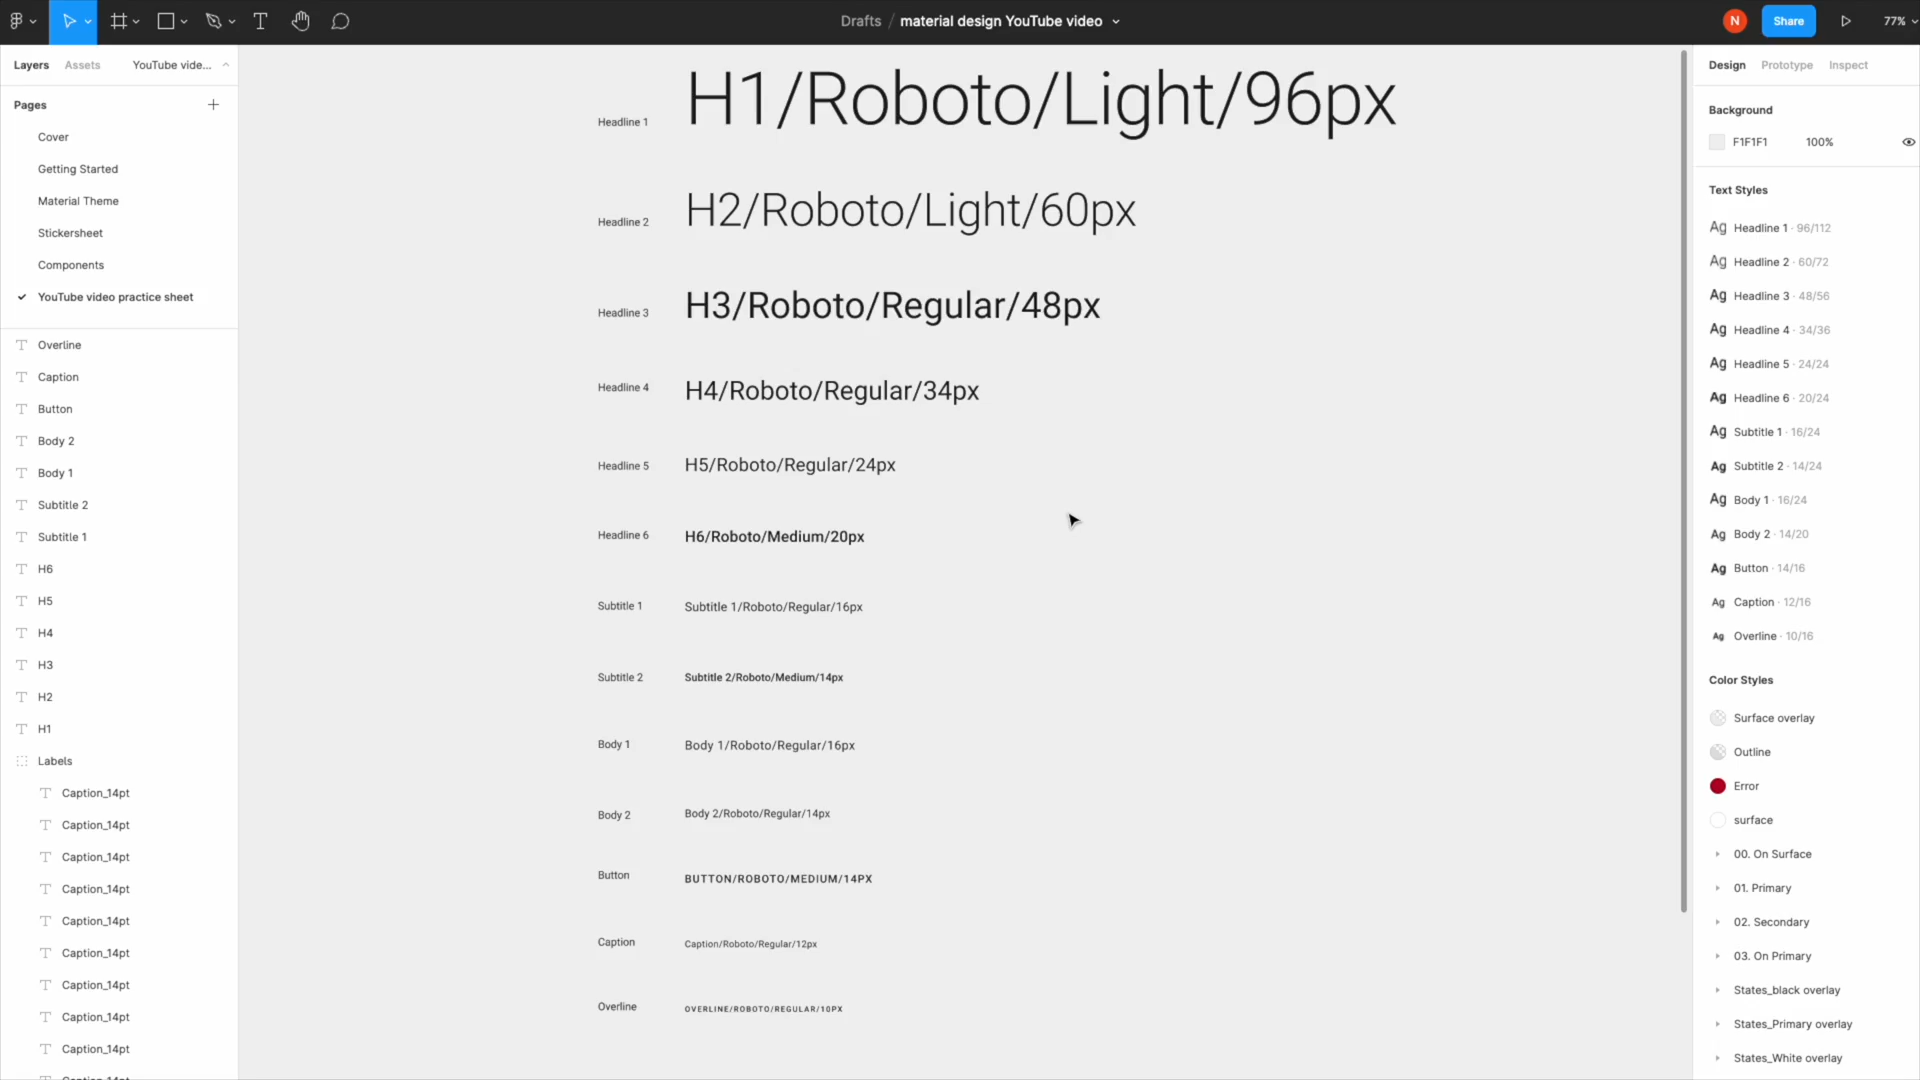 Drafts / material design YouTube video
N
Share
77%
Layers
Assets
YouTube vide...
Pages
Cover
Getting Started
Material Theme
Stickersheet
Components
YouTube video practice sheet
Overline
Caption
Button
Body 2
Body 1
Subtitle 2
Subtitle 1
H6
H5
H4
H3
H2
H1
Labels
Caption_14pt
Caption_14pt
Caption_14pt
Caption_14pt
Caption_14pt
Caption_14pt
Caption_14pt
Caption_14pt
Caption_14pt
Headline 1 H1/Roboto/Light/96px
Headline 2 H2/Roboto/Light/60px
Headline 3 H3/Roboto/Regular/48px
Headline 4 H4/Roboto/Regular/34px
Headline 5 H5/Roboto/Regular/24px
Headline 6 H6/Roboto/Medium/20px
Subtitle 1 Subtitle 1/Roboto/Regular/16px
Subtitle 2 Subtitle 2/Roboto/Medium/14px
Body 1 Body 1/Roboto/Regular/16px
Body 2 Body 2/Roboto/Regular/14px
Button BUTTON/ROBOTO/MEDIUM/14PX
Caption Caption/Roboto/Regular/12px
Overline OVERLINE/ROBOTO/REGULAR/10PX
Design
Prototype
Inspect
Background
F1F1F1 100%
Text Styles
Ag Headline 1 · 96/112
Ag Headline 2 · 60/72
Ag Headline 3 · 48/56
Ag Headline 4 · 34/36
Ag Headline 5 · 24/24
Ag Headline 6 · 20/24
Ag Subtitle 1 · 16/24
Ag Subtitle 2 · 14/24
Ag Body 1 · 16/24
Ag Body 2 · 14/20
Ag Button · 14/16
Ag Caption · 12/16
Ag Overline · 10/16
Color Styles
Surface overlay
Outline
Error
surface
00. On Surface
01. Primary
02. Secondary
03. On Primary
States_black overlay
States_Primary overlay
States_White overlay